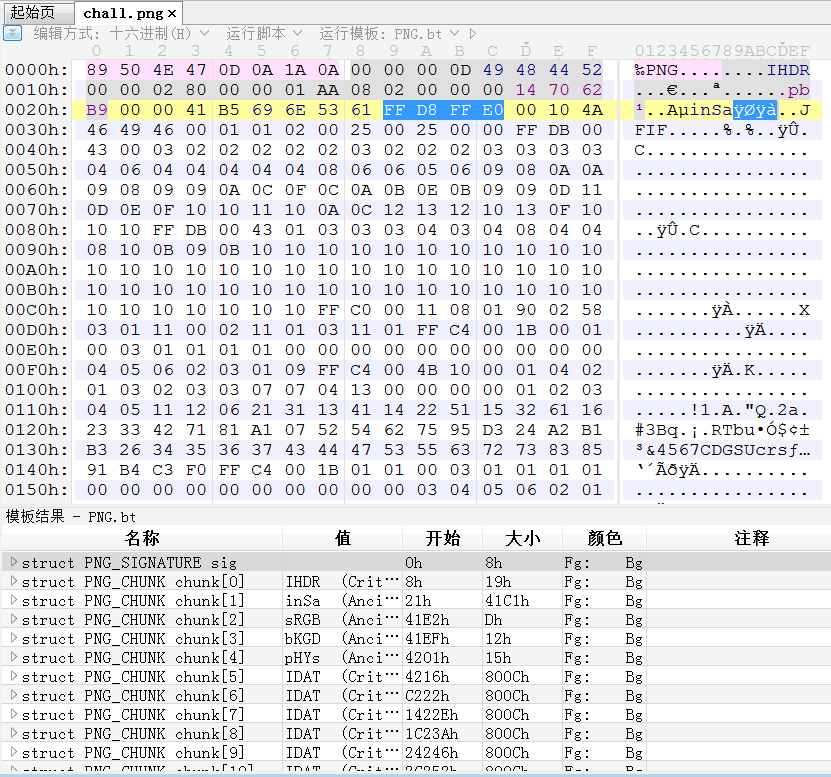 起始页 chall.png ×
编辑方式: 十六进制(H) 运行脚本 运行模板: PNG.bt
0 1 2 3 4 5 6 7 8 9 A B C D E F 0123456789ABCDEF
0000h: 89 50 4E 47 0D 0A 1A 0A 00 00 00 0D 49 48 44 52 ‰PNG........IHDR
0010h: 00 00 02 80 00 00 01 AA 08 02 00 00 00 14 70 62 ...€...ª......pb
0020h: B9 00 00 41 B5 69 6E 53 61 FF D8 FF E0 00 10 4A ¹..AµinSaÿØÿà..J
0030h: 46 49 46 00 01 01 02 00 25 00 25 00 00 FF DB 00 FIF.....%.%..ÿÛ.
0040h: 43 00 03 02 02 02 02 02 03 02 02 02 03 03 03 03 C...............
0050h: 04 06 04 04 04 04 04 08 06 06 05 06 09 08 0A 0A ................
0060h: 09 08 09 09 0A 0C 0F 0C 0A 0B 0E 0B 09 09 0D 11 ................
0070h: 0D 0E 0F 10 10 11 10 0A 0C 12 13 12 10 13 0F 10 ................
0080h: 10 10 FF DB 00 43 01 03 03 03 04 03 04 08 04 04 ..ÿÛ.C..........
0090h: 08 10 0B 09 0B 10 10 10 10 10 10 10 10 10 10 10 ................
00A0h: 10 10 10 10 10 10 10 10 10 10 10 10 10 10 10 10 ................
00B0h: 10 10 10 10 10 10 10 10 10 10 10 10 10 10 10 10 ................
00C0h: 10 10 10 10 10 10 10 FF C0 00 11 08 01 90 02 58 .......ÿÀ......X
00D0h: 03 01 11 00 02 11 01 03 11 01 FF C4 00 1B 00 01 ..........ÿÄ....
00E0h: 00 03 01 01 01 01 00 00 00 00 00 00 00 00 00 00 ................
00F0h: 04 05 06 02 03 01 09 FF C4 00 4B 10 00 01 04 02 .......ÿÄ.K.....
0100h: 01 03 02 03 03 07 07 04 13 00 00 00 00 01 02 03 ................
0110h: 04 05 11 12 06 21 31 13 41 14 22 51 15 32 61 16 .....!1.A."Q.2a.
0120h: 23 33 42 71 81 A1 07 52 54 62 75 95 D3 24 A2 B1 #3Bq.¡.RTbu•Ó$¢±
0130h: B3 26 34 35 36 37 43 44 47 53 55 63 72 73 83 85 ³&4567CDGSUcrsƒ…
0140h: 91 B4 C3 F0 FF C4 00 1B 01 01 00 03 01 01 01 01 ‘´ÃðÿÄ..........
0150h: 00 00 00 00 00 00 00 00 00 00 03 04 05 06 02 01 ................
模板结果 - PNG.bt
名称 值 开始 大小 颜色 注释
struct PNG_SIGNATURE sig 0h 8h Fg: Bg
struct PNG_CHUNK chunk[0] IHDR (Crit… 8h 19h Fg: Bg
struct PNG_CHUNK chunk[1] inSa (Anci… 21h 41C1h Fg: Bg
struct PNG_CHUNK chunk[2] sRGB (Anci… 41E2h Dh Fg: Bg
struct PNG_CHUNK chunk[3] bKGD (Anci… 41EFh 12h Fg: Bg
struct PNG_CHUNK chunk[4] pHYs (Anci… 4201h 15h Fg: Bg
struct PNG_CHUNK chunk[5] IDAT (Crit… 4216h 800Ch Fg: Bg
struct PNG_CHUNK chunk[6] IDAT (Crit… C222h 800Ch Fg: Bg
struct PNG_CHUNK chunk[7] IDAT (Crit… 1422Eh 800Ch Fg: Bg
struct PNG_CHUNK chunk[8] IDAT (Crit… 1C23Ah 800Ch Fg: Bg
struct PNG_CHUNK chunk[9] IDAT (Crit… 24246h 800Ch Fg: Bg